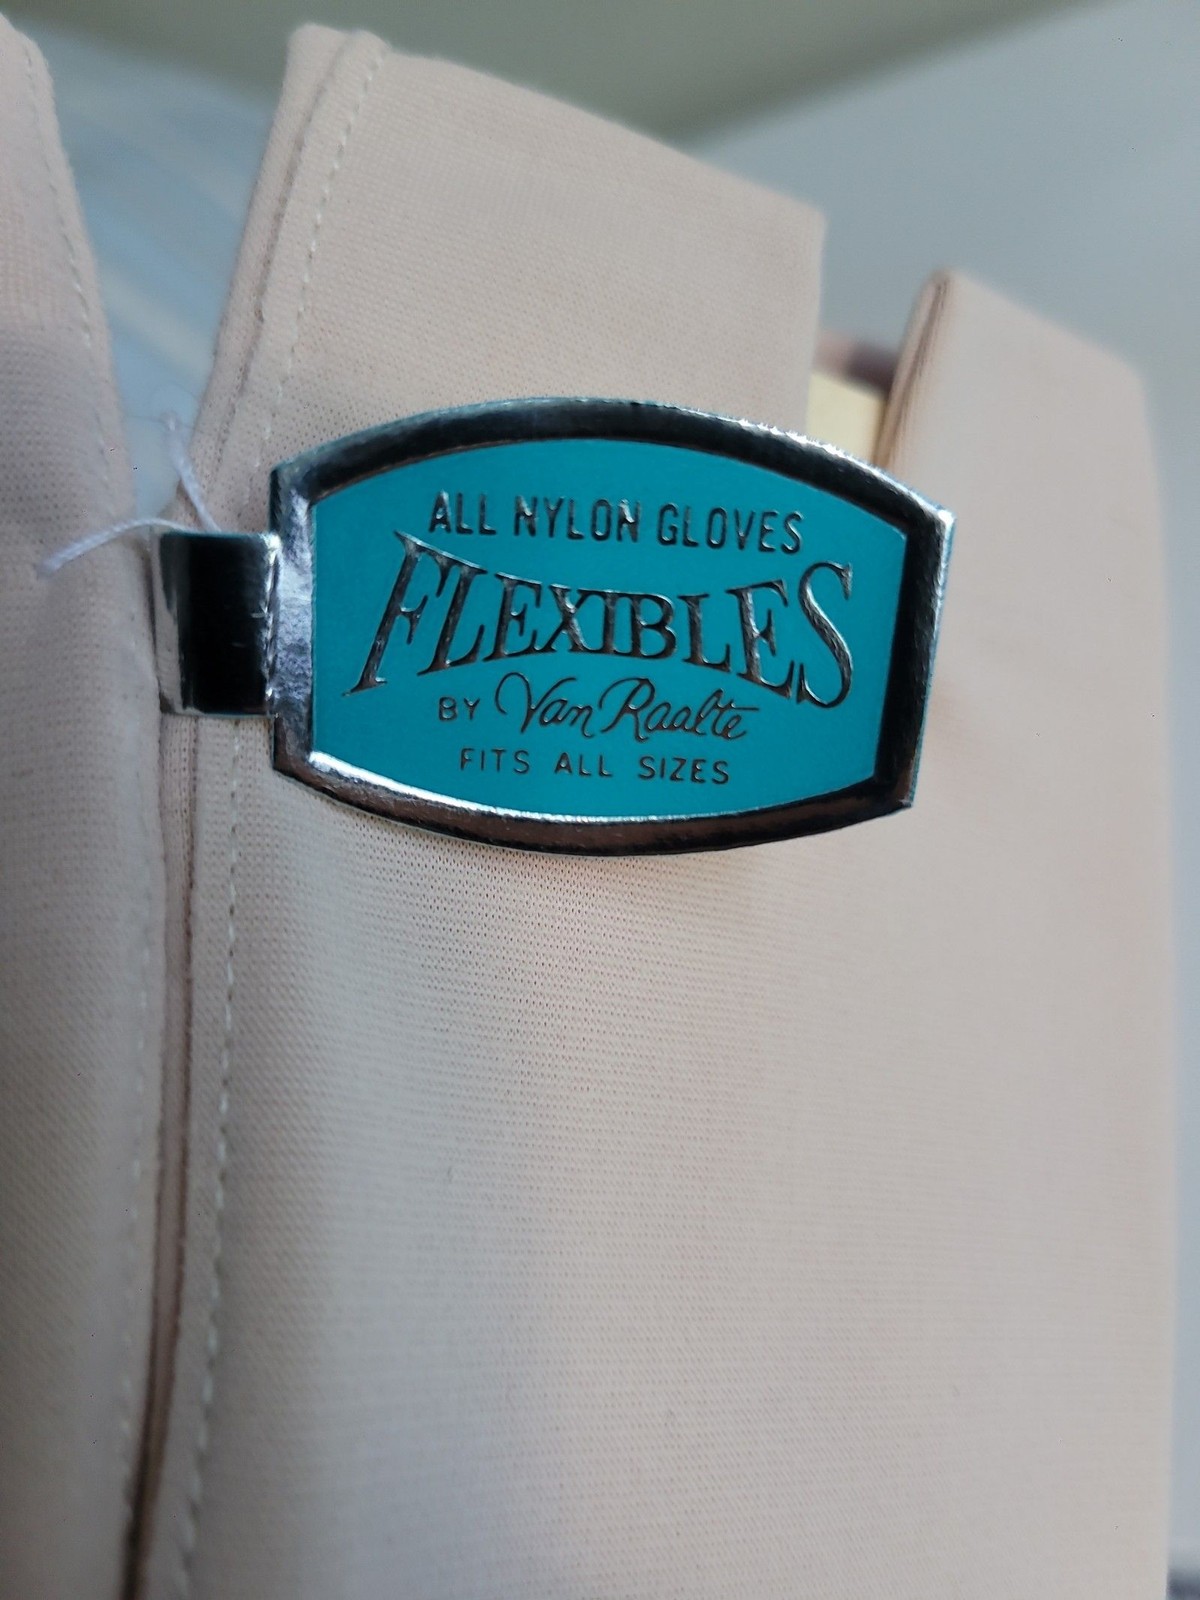 ALL NYLON GLOVES
FLEXIBLES
BY Van Raalte
FITS ALL SIZES